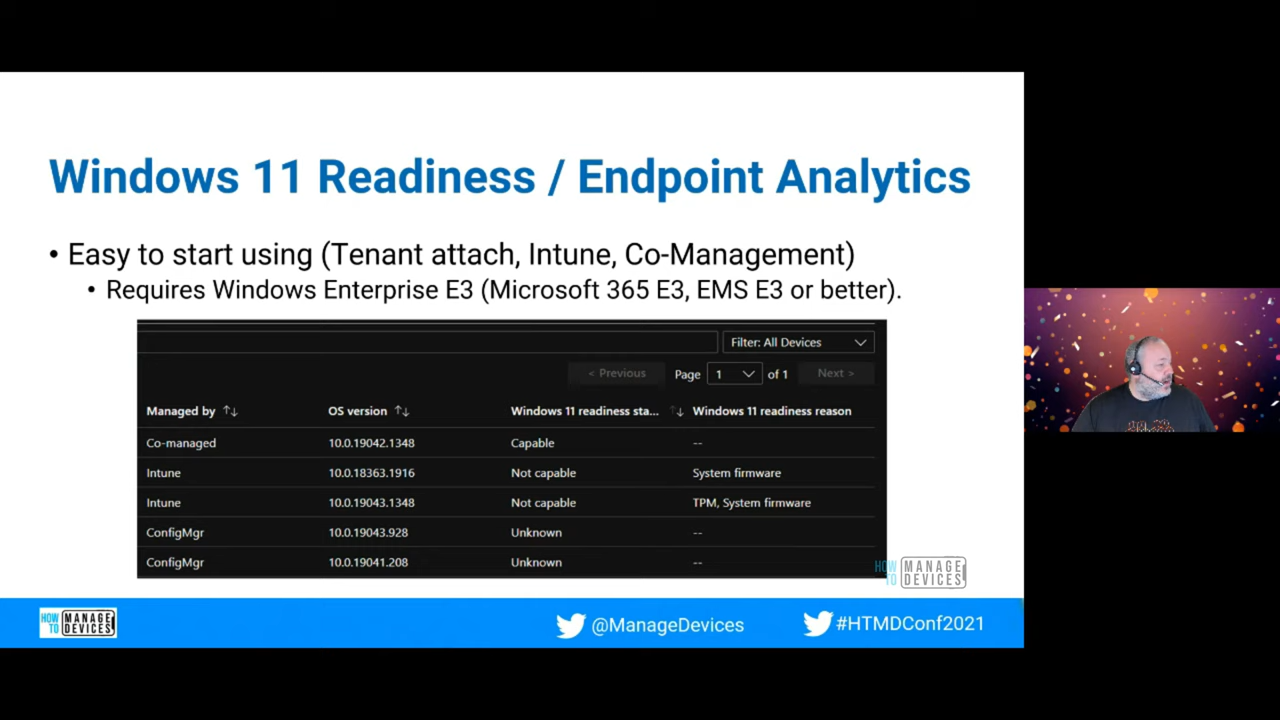 Windows 11 Readiness / Endpoint Analytics
• Easy to start using (Tenant attach, Intune, Co-Management)
• Requires Windows Enterprise E3 (Microsoft 365 E3, EMS E3 or better).
Filter: All Devices
< Previous Page 1 of 1 Next >
Managed by OS version Windows 11 readiness sta... Windows 11 readiness reason
Co-managed 10.0.19042.1348 Capable --
Intune 10.0.18363.1916 Not capable System firmware
Intune 10.0.19043.1348 Not capable TPM, System firmware
ConfigMgr 10.0.19043.928 Unknown --
ConfigMgr 10.0.19041.208 Unknown --
HOW TO MANAGE DEVICES
HOW TO MANAGE DEVICES
@ManageDevices
#HTMDConf2021